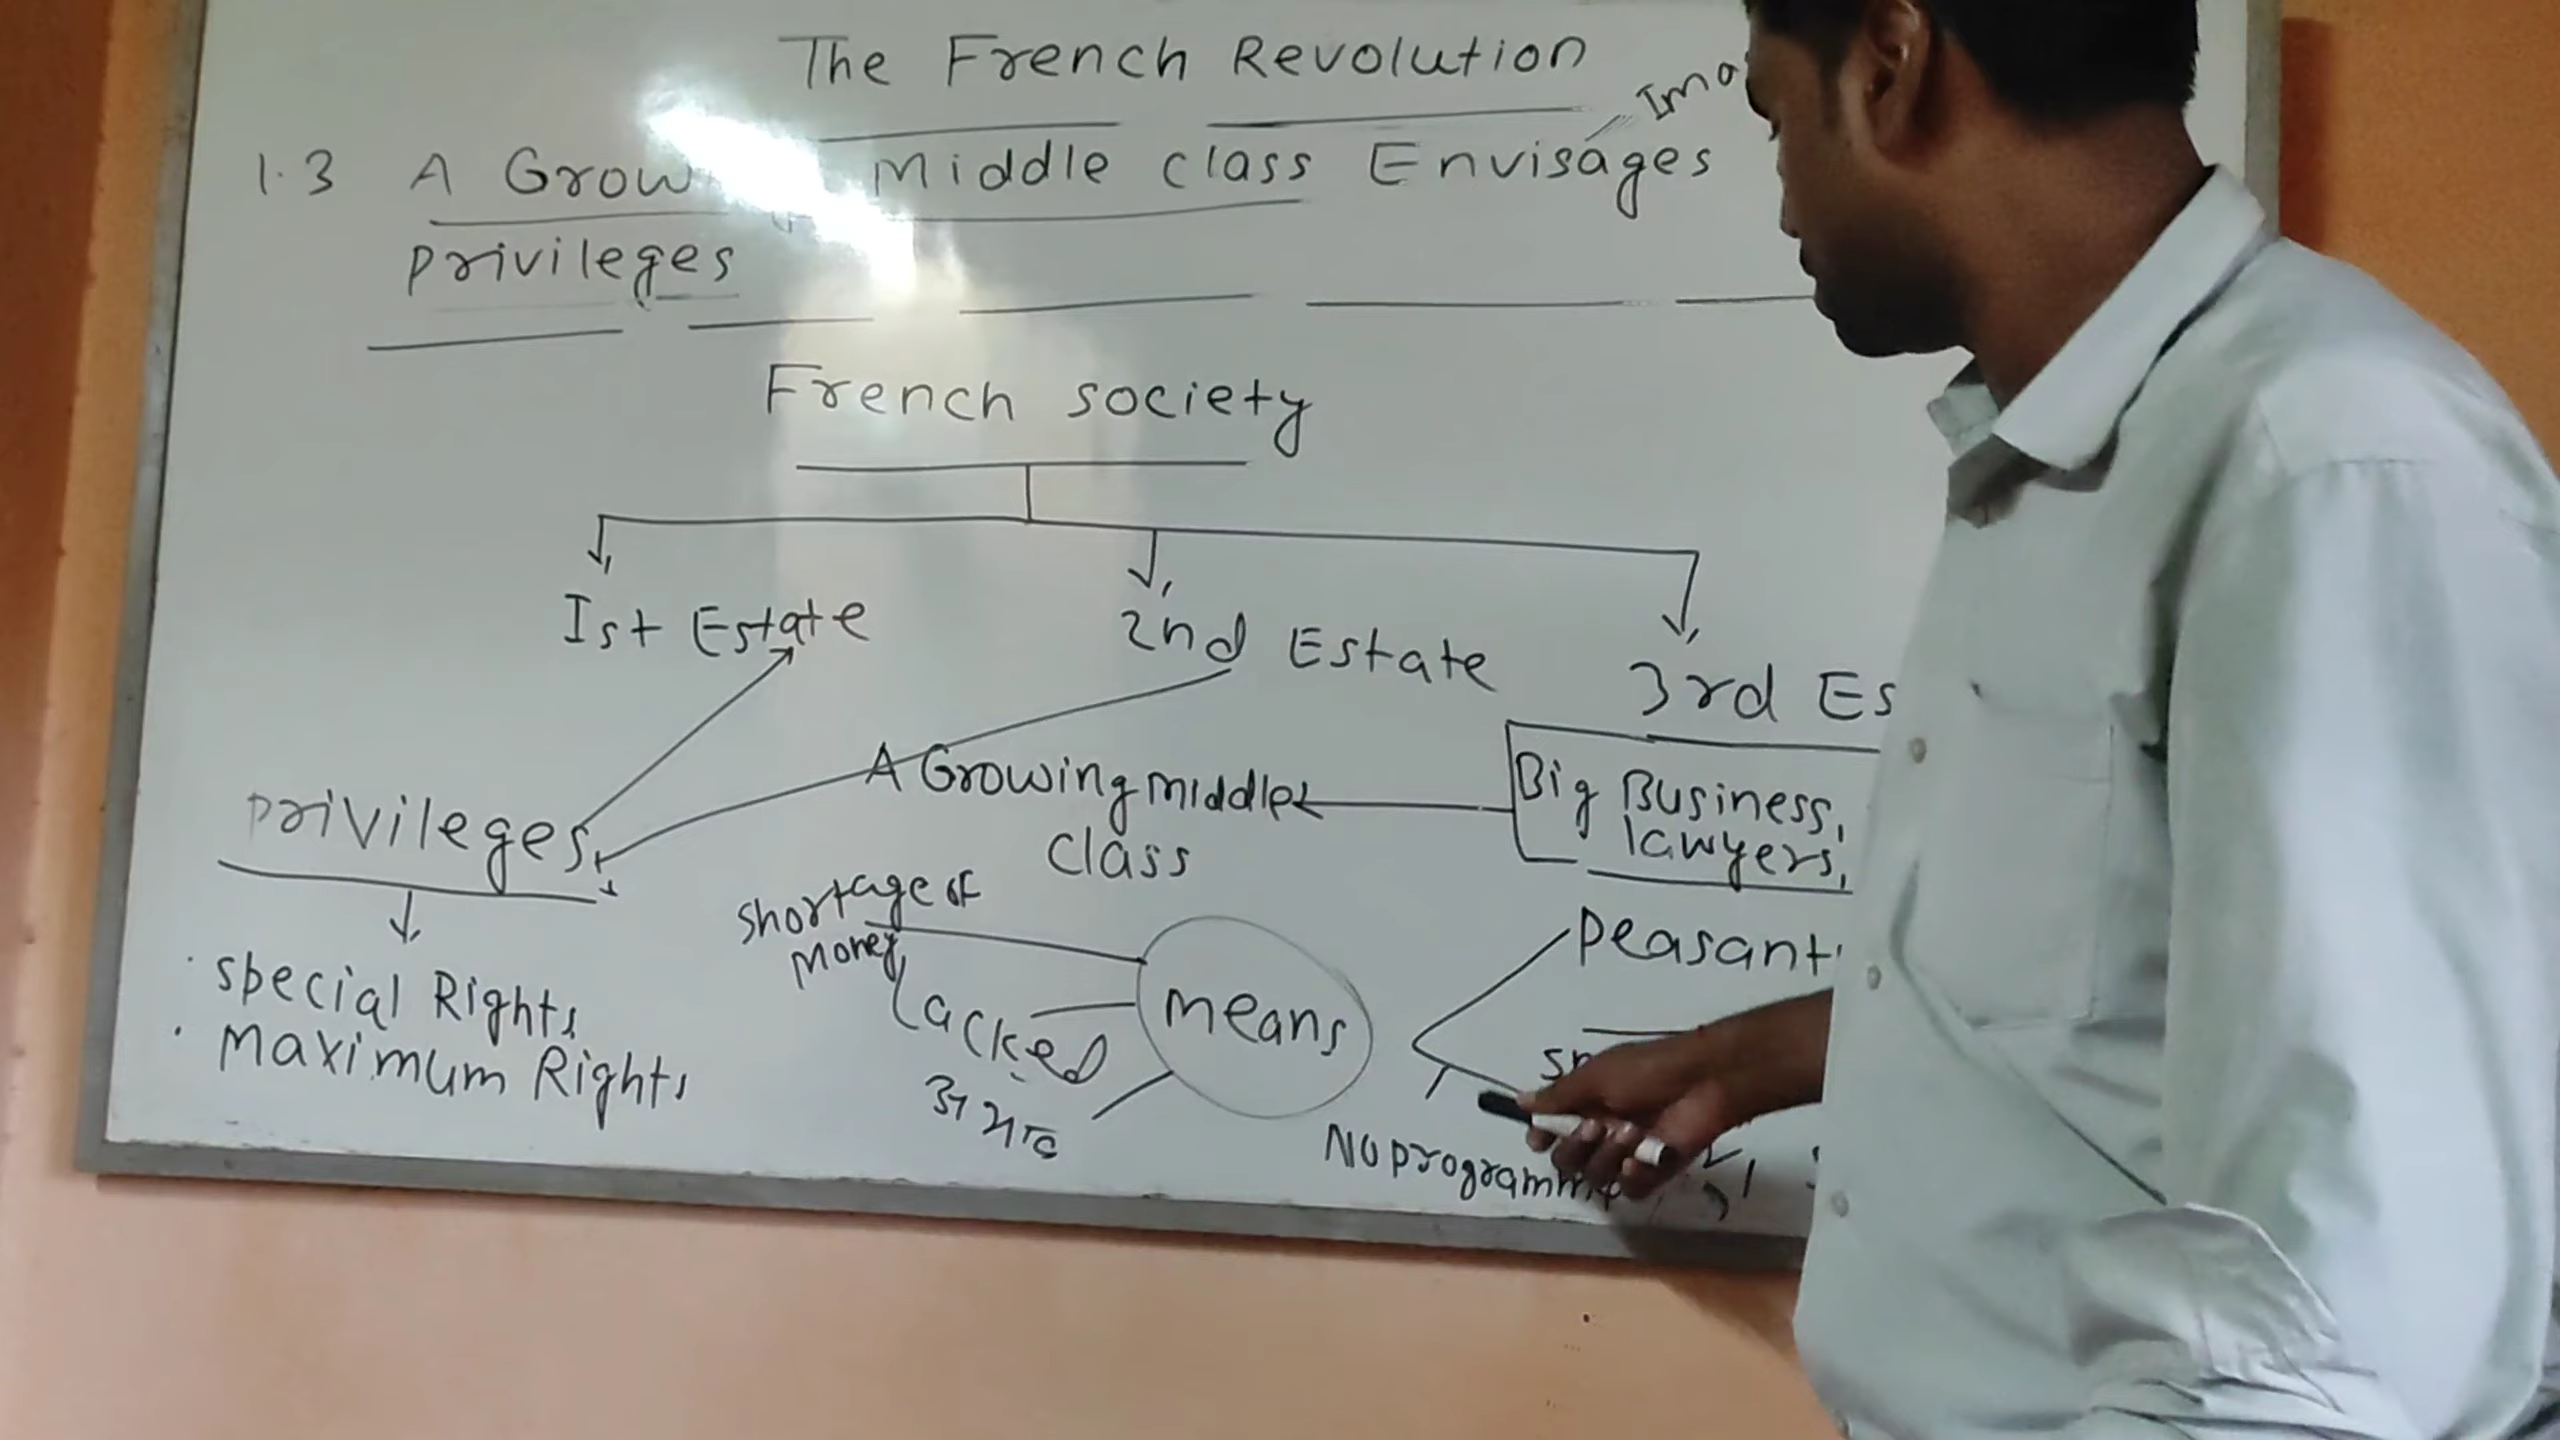 The French Revolution
1.3 A Grow Middle class Envisages
privileges
French society
Ist Estate
2nd Estate
3rd Es
A Growing middle
class
Big Business,
lawyers,
privileges
special Rights
Maximum Rights
shortage of
money
Lacked
means
peasant
No programme